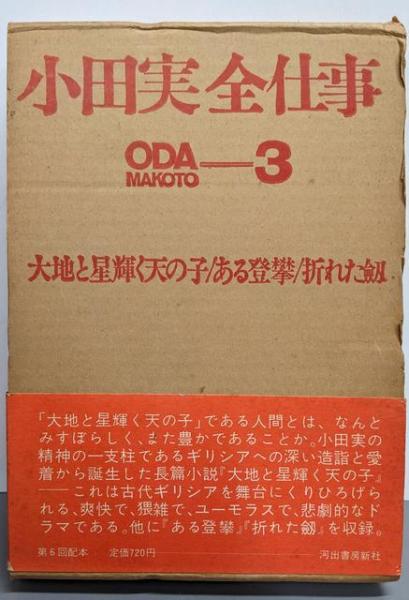 小田実全仕事
ODA
MAKOTO—3
大地と星輝く天の子/ある登攀/折れた劔
「大地と星輝く天の子」である人間とは、なんと
みすぼらしく、また豊かであることか。小田実の
精神の一支柱であるギリシアへの深い造詣と愛
着から誕生した長篇小説『大地と星輝く天の子』
——これは古代ギリシアを舞台にくりひろげら
れる、爽快で、猥雑で、ユーモラスで、悲劇的なド
ラマである。他に『ある登攀』『折れた劔』を収録。
第6回配本 定価720円 河出書房新社